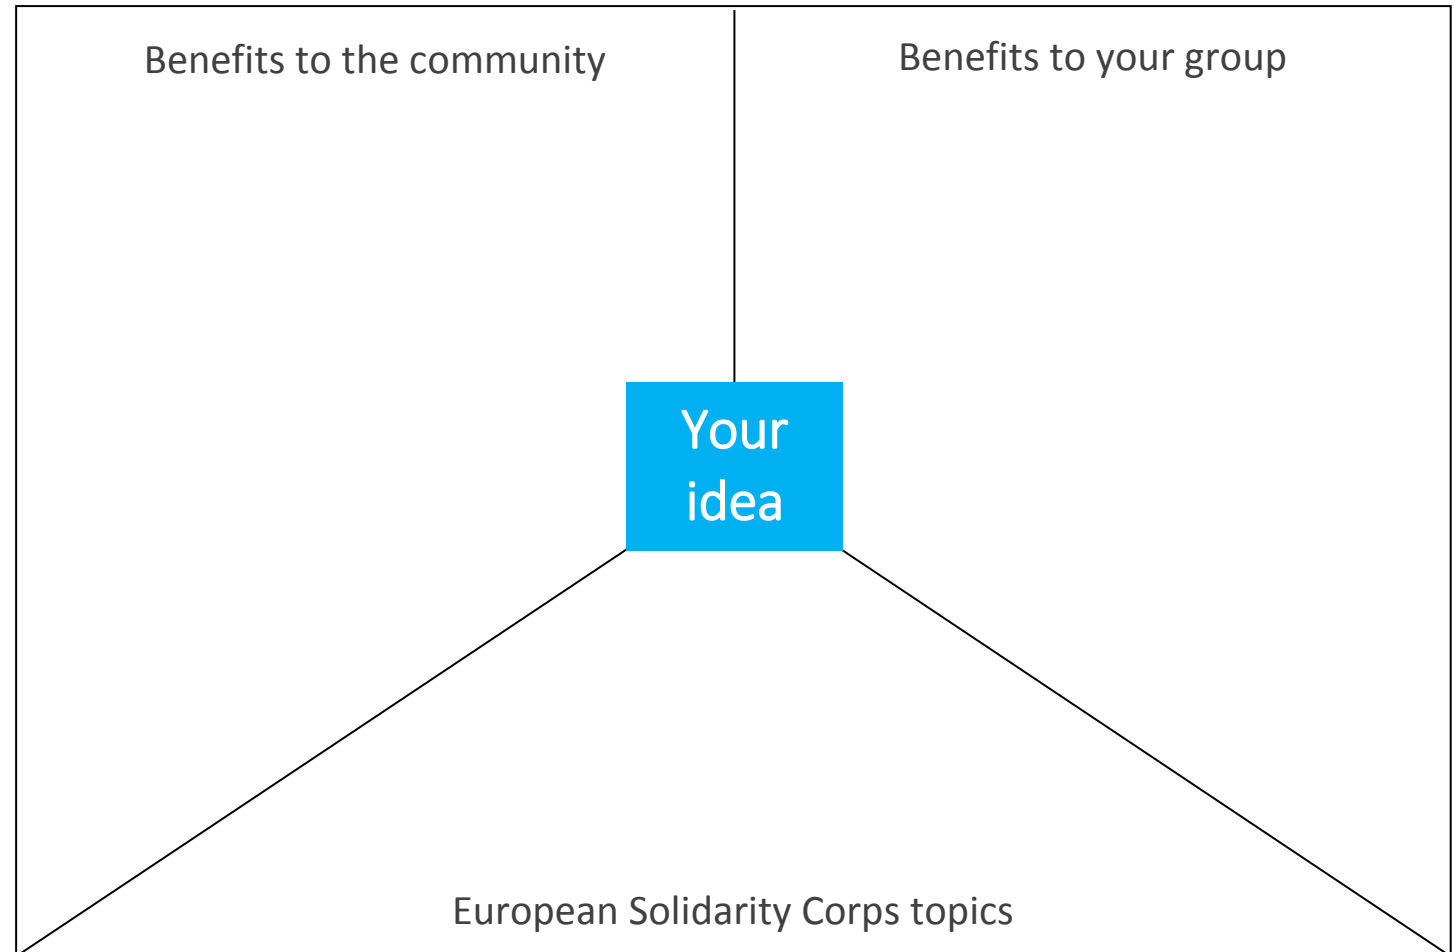 Benefits to the community
Benefits to your group
Your
idea
European Solidarity Corps topics